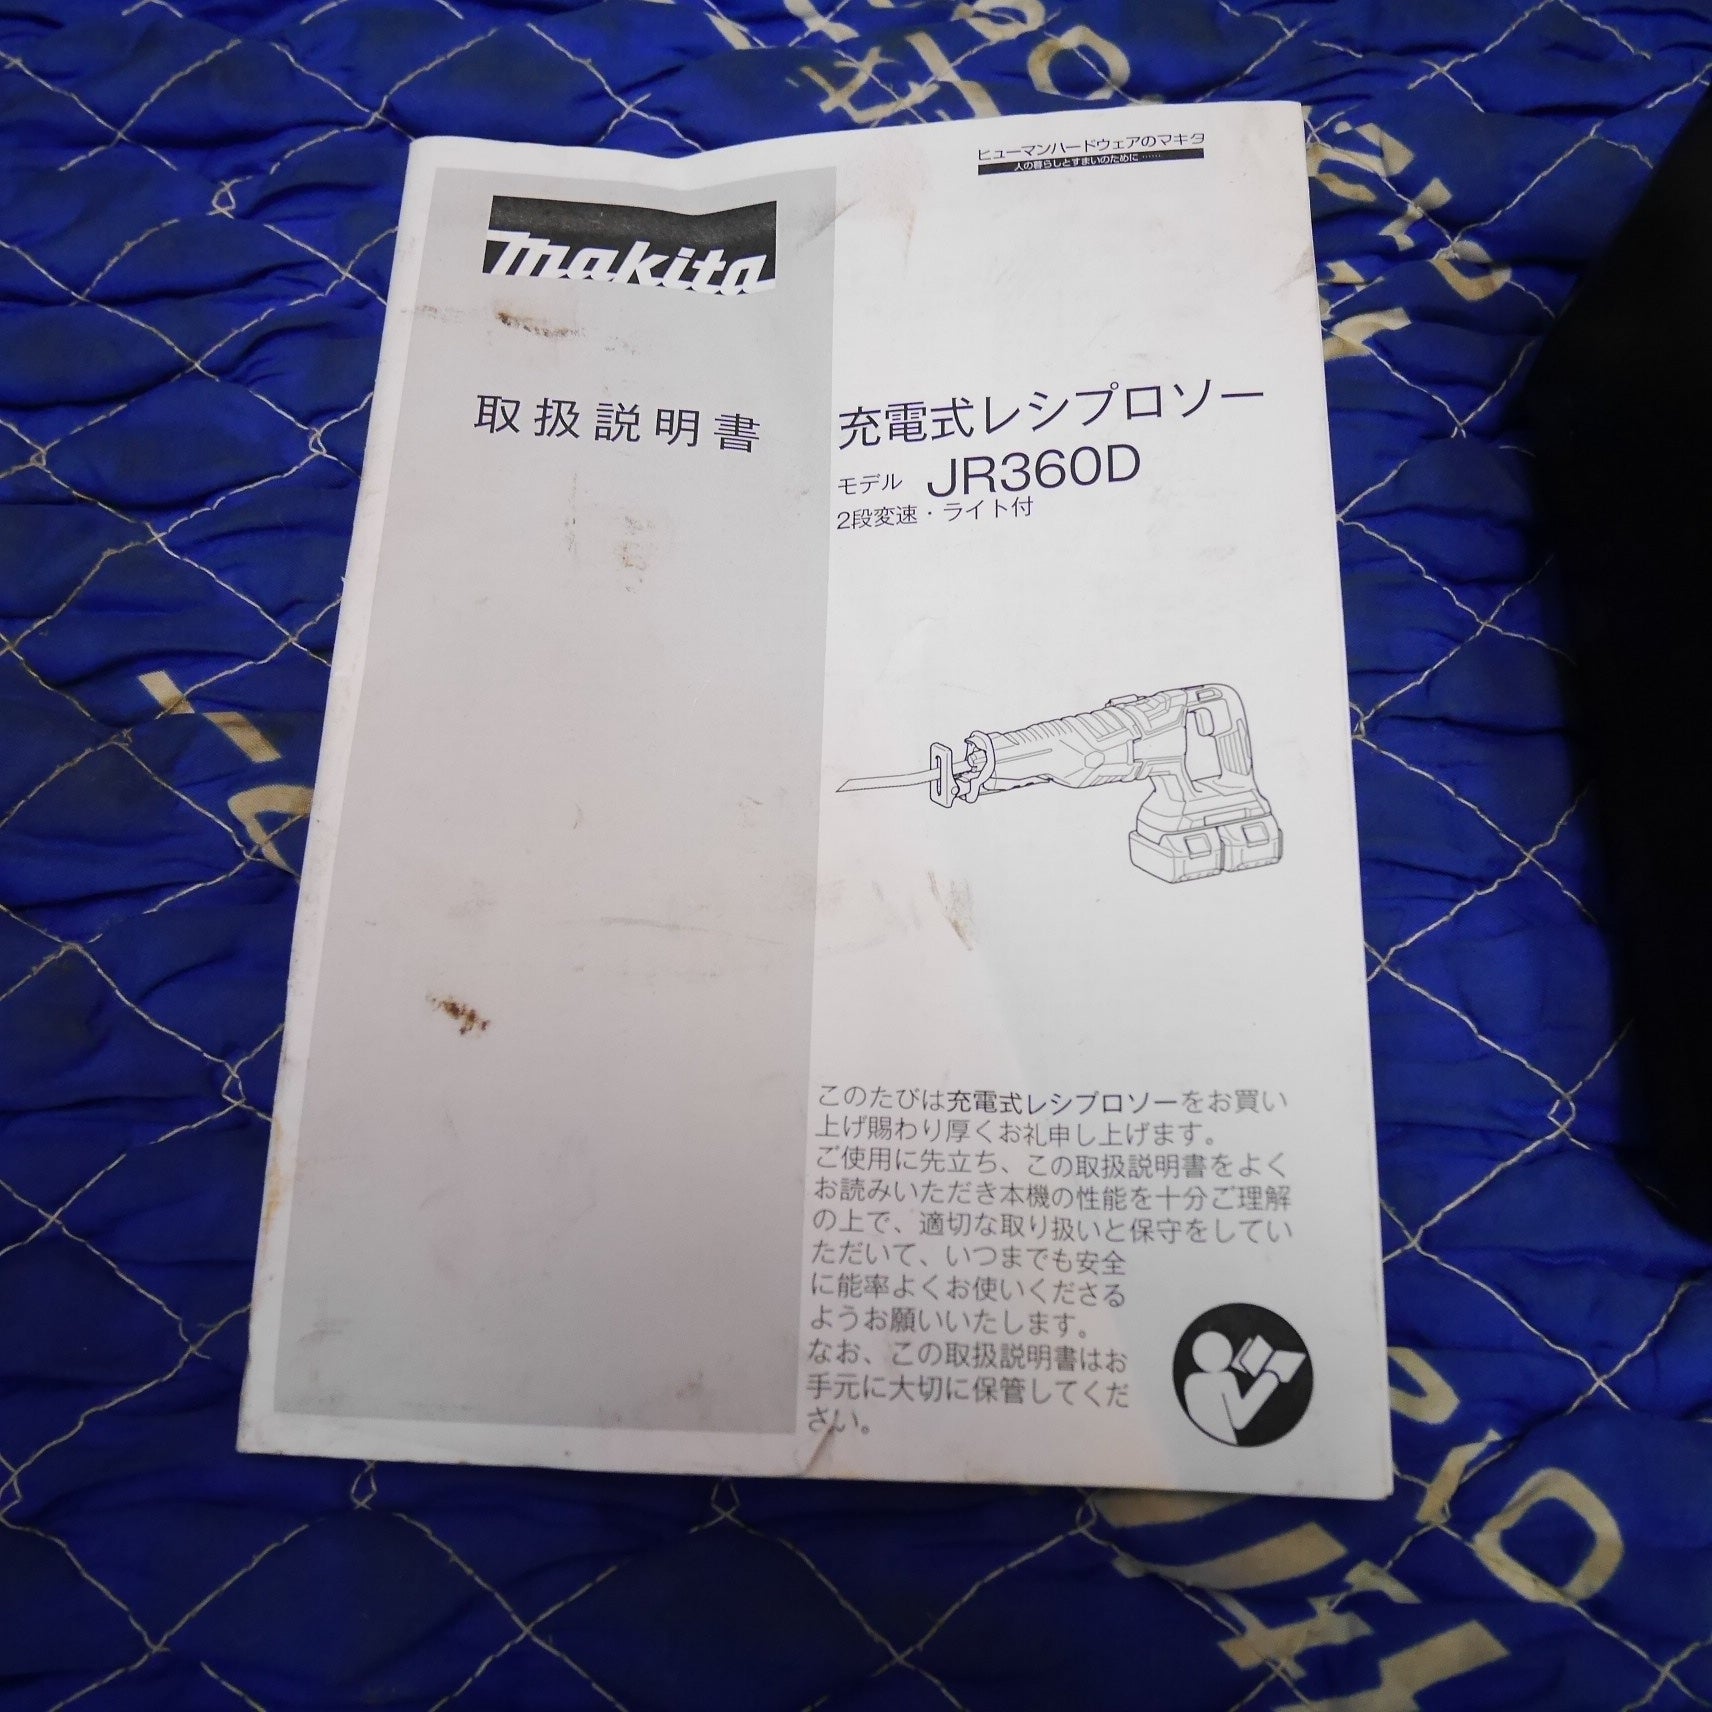 ヒューマンハードウェアのマキタ
人の暮らしとすまいのために……
makita
取扱説明書
充電式レシプロソー
モデル JR360D
2段変速・ライト付
このたびは充電式レシプロソーをお買い
上げ賜わり厚くお礼申し上げます。
ご使用に先立ち、この取扱説明書をよく
お読みいただき本機の性能を十分ご理解
の上で、適切な取り扱いと保守をしてい
ただいて、いつまでも安全
に能率よくお使いくださる
ようお願いいたします。
なお、この取扱説明書はお
手元に大切に保管してくだ
さい。